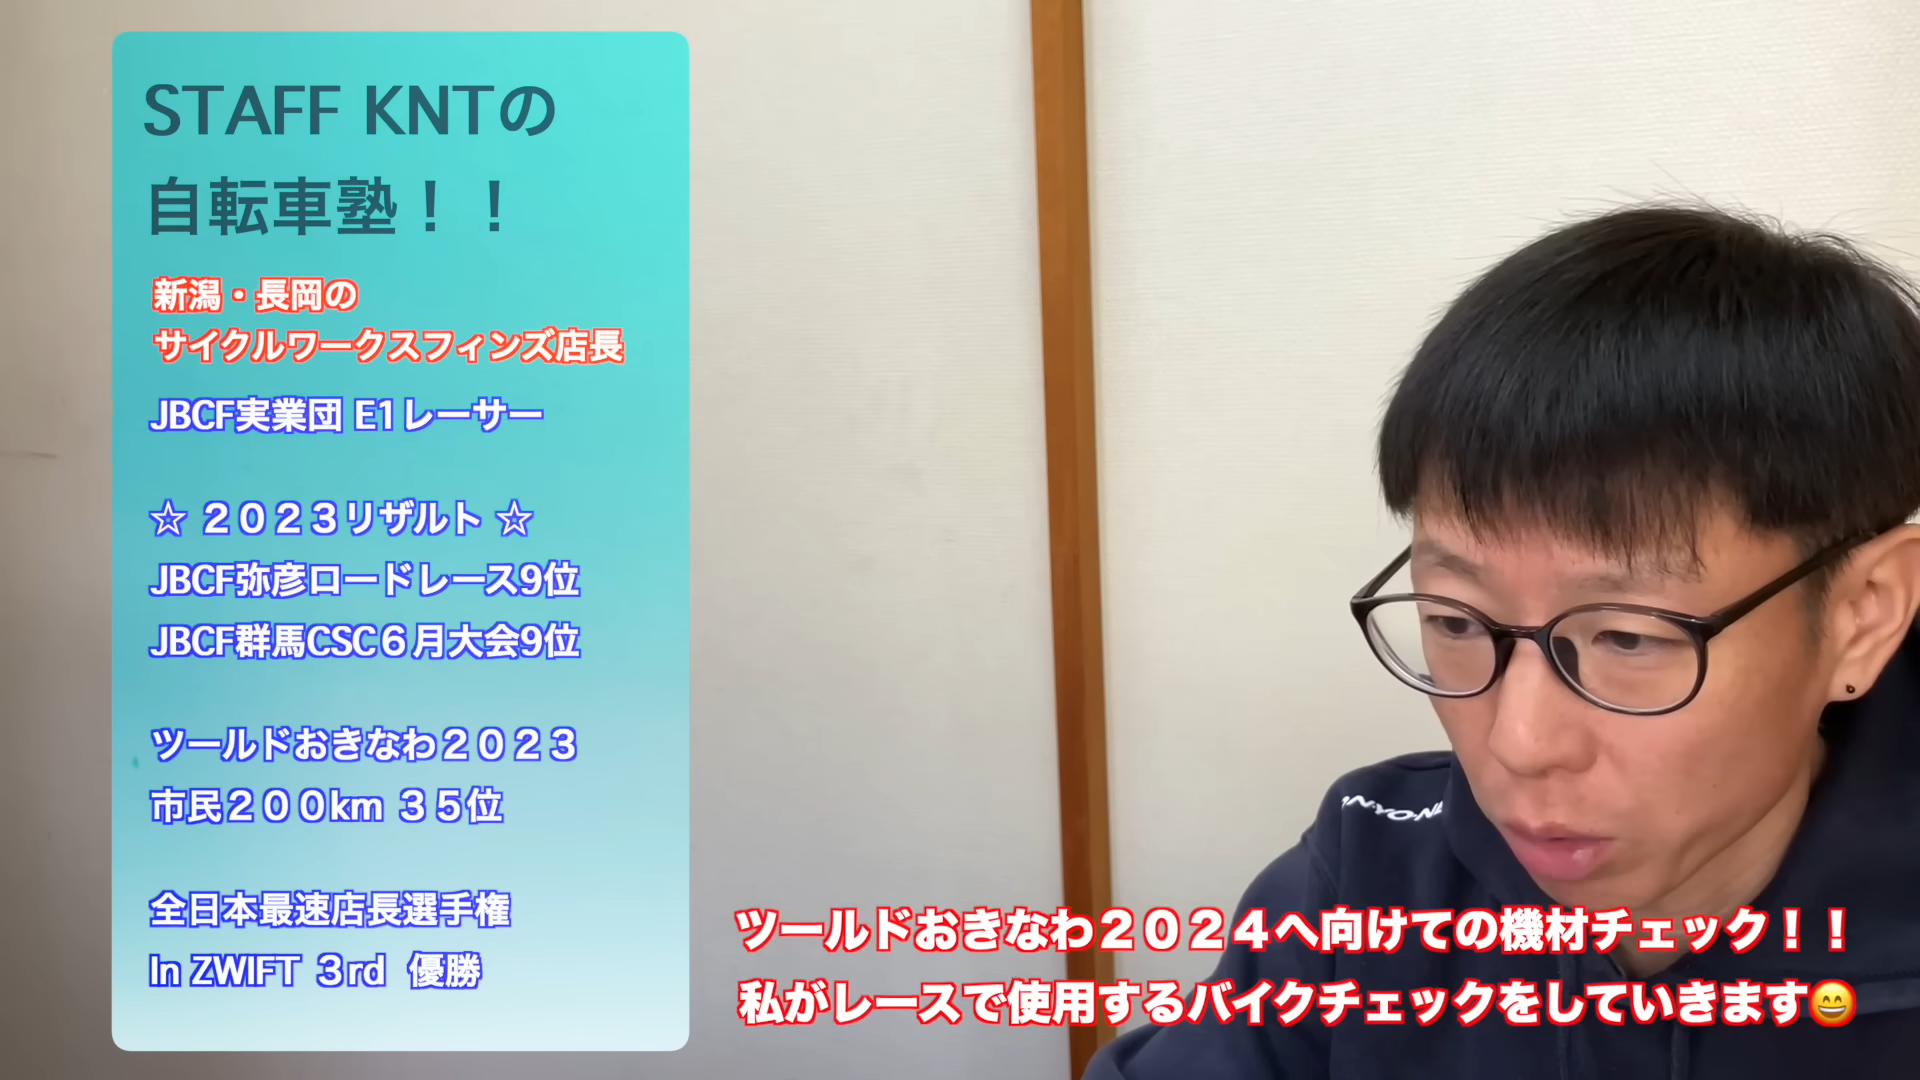 STAFF KNTの
自転車塾！！
新潟・長岡の
サイクルワークスフィンズ店長
JBCF実業団 E1レーサー
☆ ２０２３リザルト ☆
JBCF弥彦ロードレース9位
JBCF群馬CSC６月大会9位
ツールドおきなわ２０２３
市民２００km ３５位
全日本最速店長選手権
In ZWIFT ３rd 優勝
ツールドおきなわ２０２４へ向けての機材チェック！！
私がレースで使用するバイクチェックをしていきます😄